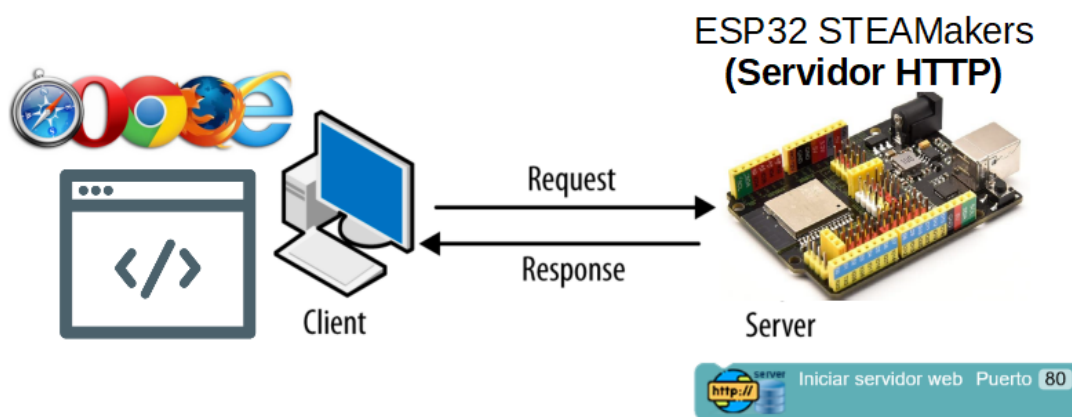 ESP32 STEAMakers
(Servidor HTTP)
</>
Request
Response
Client
Server
http://
server
Iniciar servidor web Puerto 80